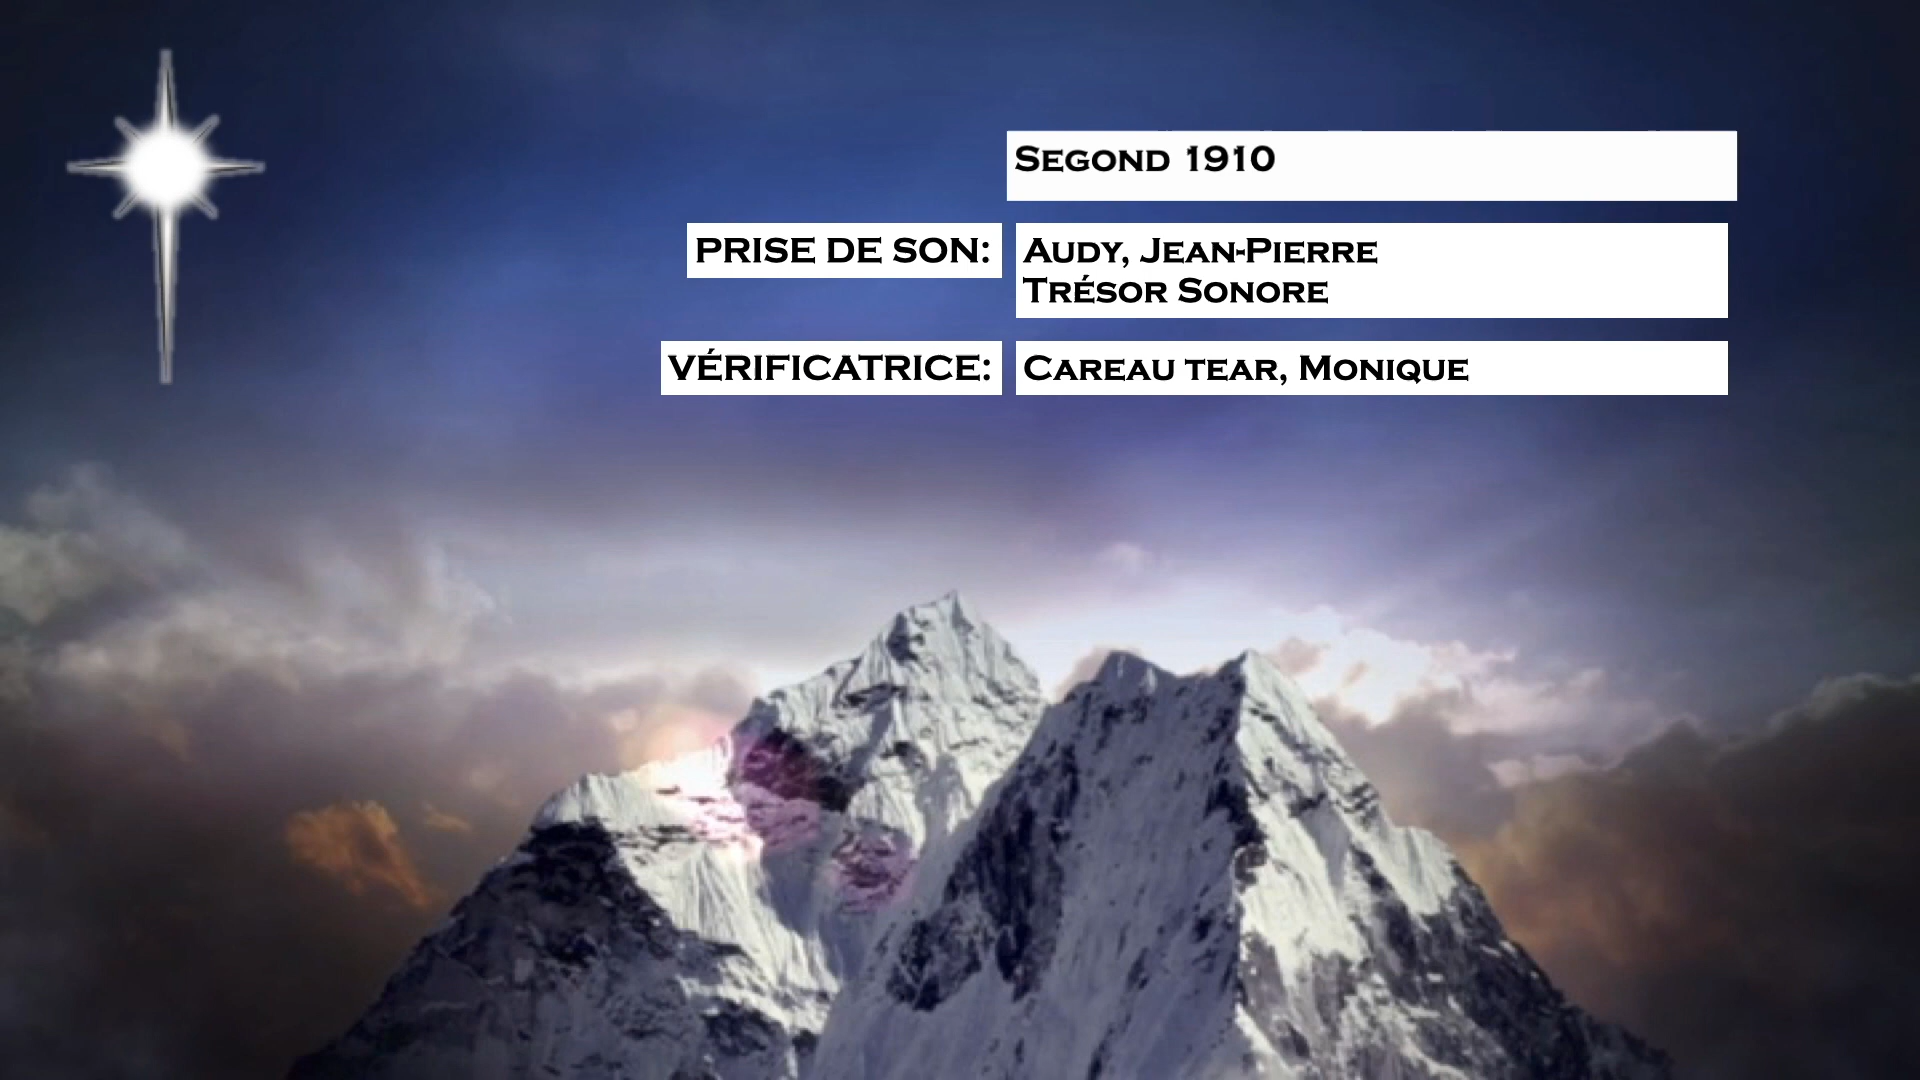 Segond 1910
PRISE DE SON: Audy, Jean-Pierre
Trésor Sonore
VÉRIFICATRICE: Careau tear, Monique